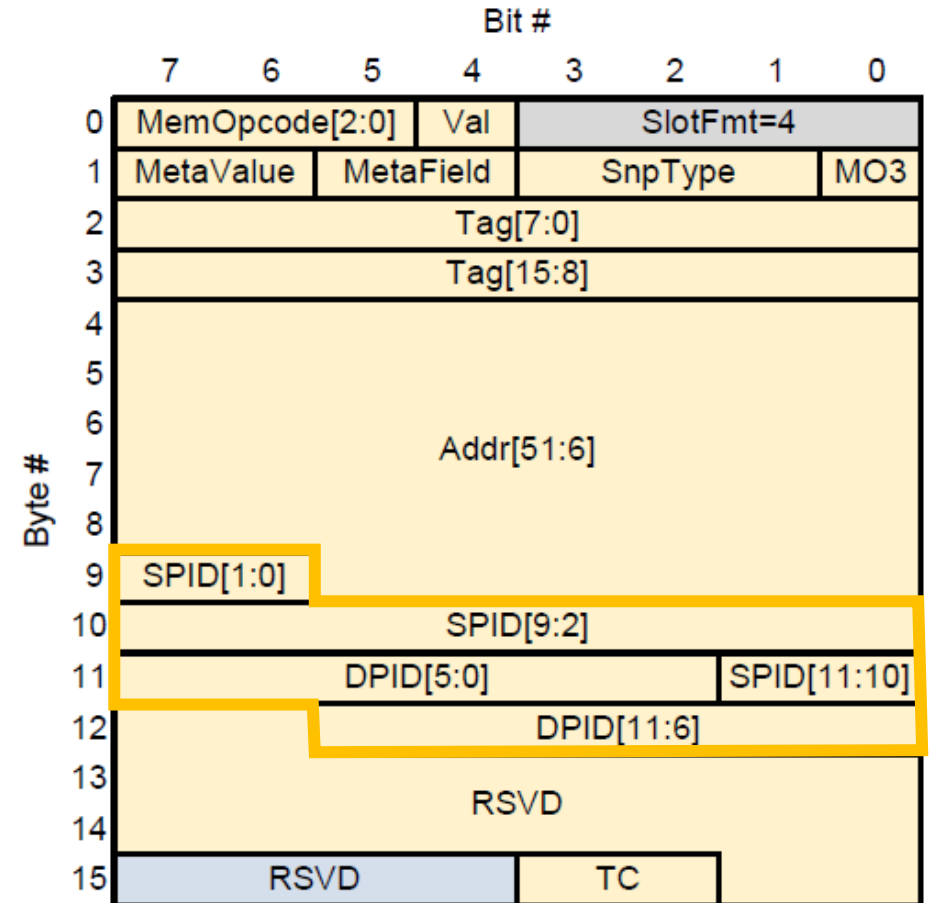 Bit #
7 6 5 4 3 2 1 0
0 MemOpcode[2:0] Val SlotFmt=4
1 MetaValue MetaField SnpType MO3
2 Tag[7:0]
3 Tag[15:8]
4
5
6
Addr[51:6]
7
Byte #
8
9 SPID[1:0]
10 SPID[9:2]
11 DPID[5:0] SPID[11:10]
12 DPID[11:6]
13
RSVD
14
15 RSVD TC